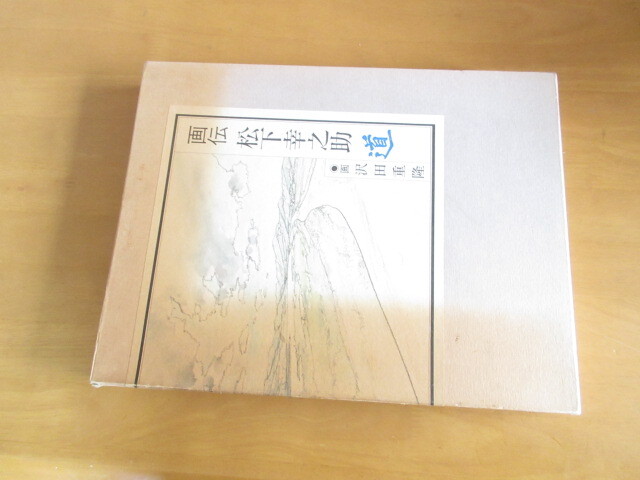 画伝 松下幸之助 道
●画 沢田重隆